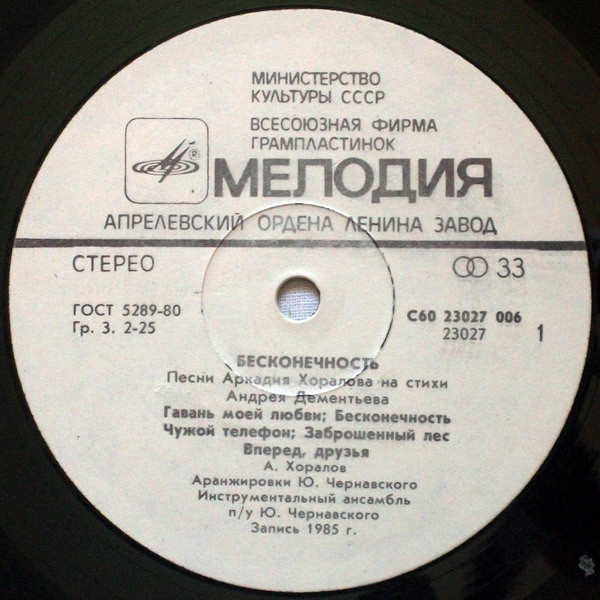 МИНИСТЕРСТВО
КУЛЬТУРЫ СССР
ВСЕСОЮЗНАЯ ФИРМА
ГРАМПЛАСТИНОК
МЕЛОДИЯ
АПРЕЛЕВСКИЙ ОРДЕНА ЛЕНИНА ЗАВОД
СТЕРЕО 33
ГОСТ 5289-80 С60 23027 006
Гр. 3. 2-25 23027 1
БЕСКОНЕЧНОСТЬ
Песни Аркадия Хоралова на стихи
Андрея Дементьева
Гавань моей любви; Бесконечность
Чужой телефон; Заброшенный лес
Вперед, друзья
А. Хоралов
Аранжировки Ю. Чернавского
Инструментальный ансамбль
п/у Ю. Чернавского
Запись 1985 г.